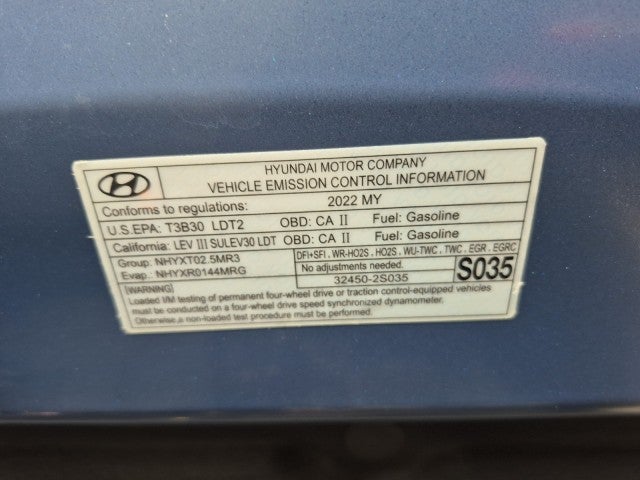 HYUNDAI MOTOR COMPANY
VEHICLE EMISSION CONTROL INFORMATION
Conforms to regulations: 2022 MY
U.S.EPA: T3B30 LDT2 OBD: CA II Fuel: Gasoline
California: LEV III SULEV30 LDT OBD: CA II Fuel: Gasoline
Group: NHYXT02.5MR3 DFI+SFI, WR-HO2S, HO2S, WU-TWC, TWC, EGR, EGRC
Evap.: NHYXR0144MRG No adjustments needed. S035
[WARNING] 32450-2S035
Loaded I/M testing of permanent four-wheel drive or traction control-equipped vehicles
must be conducted on a four-wheel drive speed synchronized dynamometer.
Otherwise a non-loaded test procedure must be conducted.